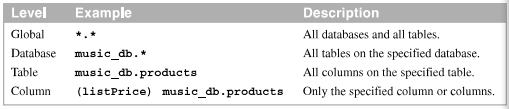 Level Example Description
Global *.* All databases and all tables.
Database music_db.* All tables on the specified database.
Table music_db.products All columns on the specified table.
Column (listPrice) music_db.products Only the specified column or columns.